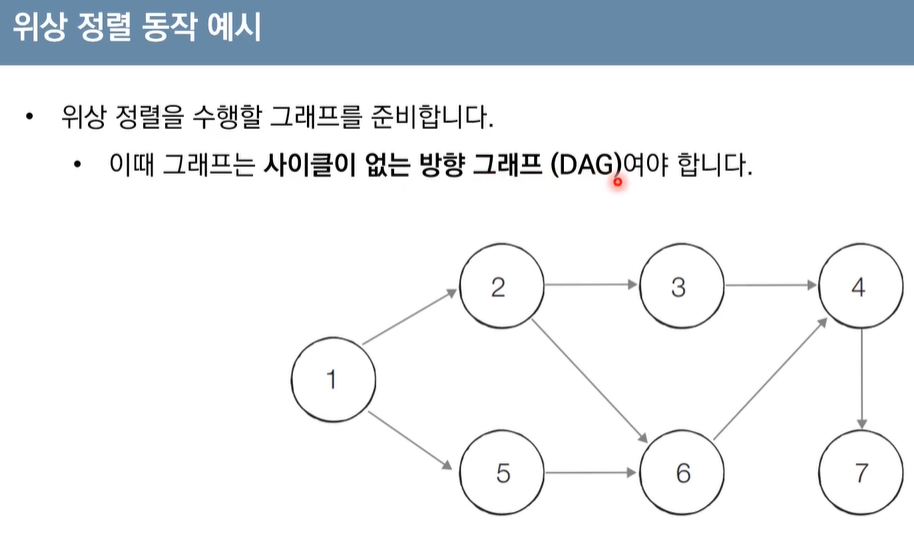 위상 정렬 동작 예시
• 위상 정렬을 수행할 그래프를 준비합니다.
• 이때 그래프는 사이클이 없는 방향 그래프 (DAG)여야 합니다.
2 3 4
1
5 6 7